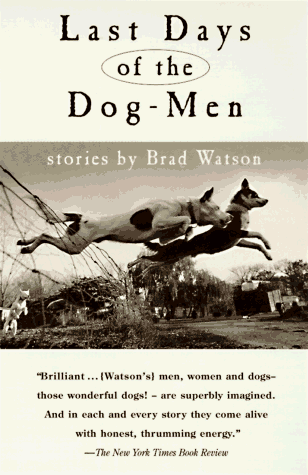 Last Days
of the
Dog-Men
stories by Brad Watson
"Brilliant ... {Watson's} men, women and dogs–
those wonderful dogs! – are superbly imagined.
And in each and every story they come alive
with honest, thrumming energy."
—The New York Times Book Review